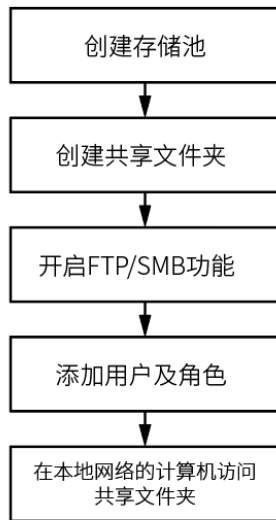 创建存储池
创建共享文件夹
开启FTP/SMB功能
添加用户及角色
在本地网络的计算机访问
共享文件夹